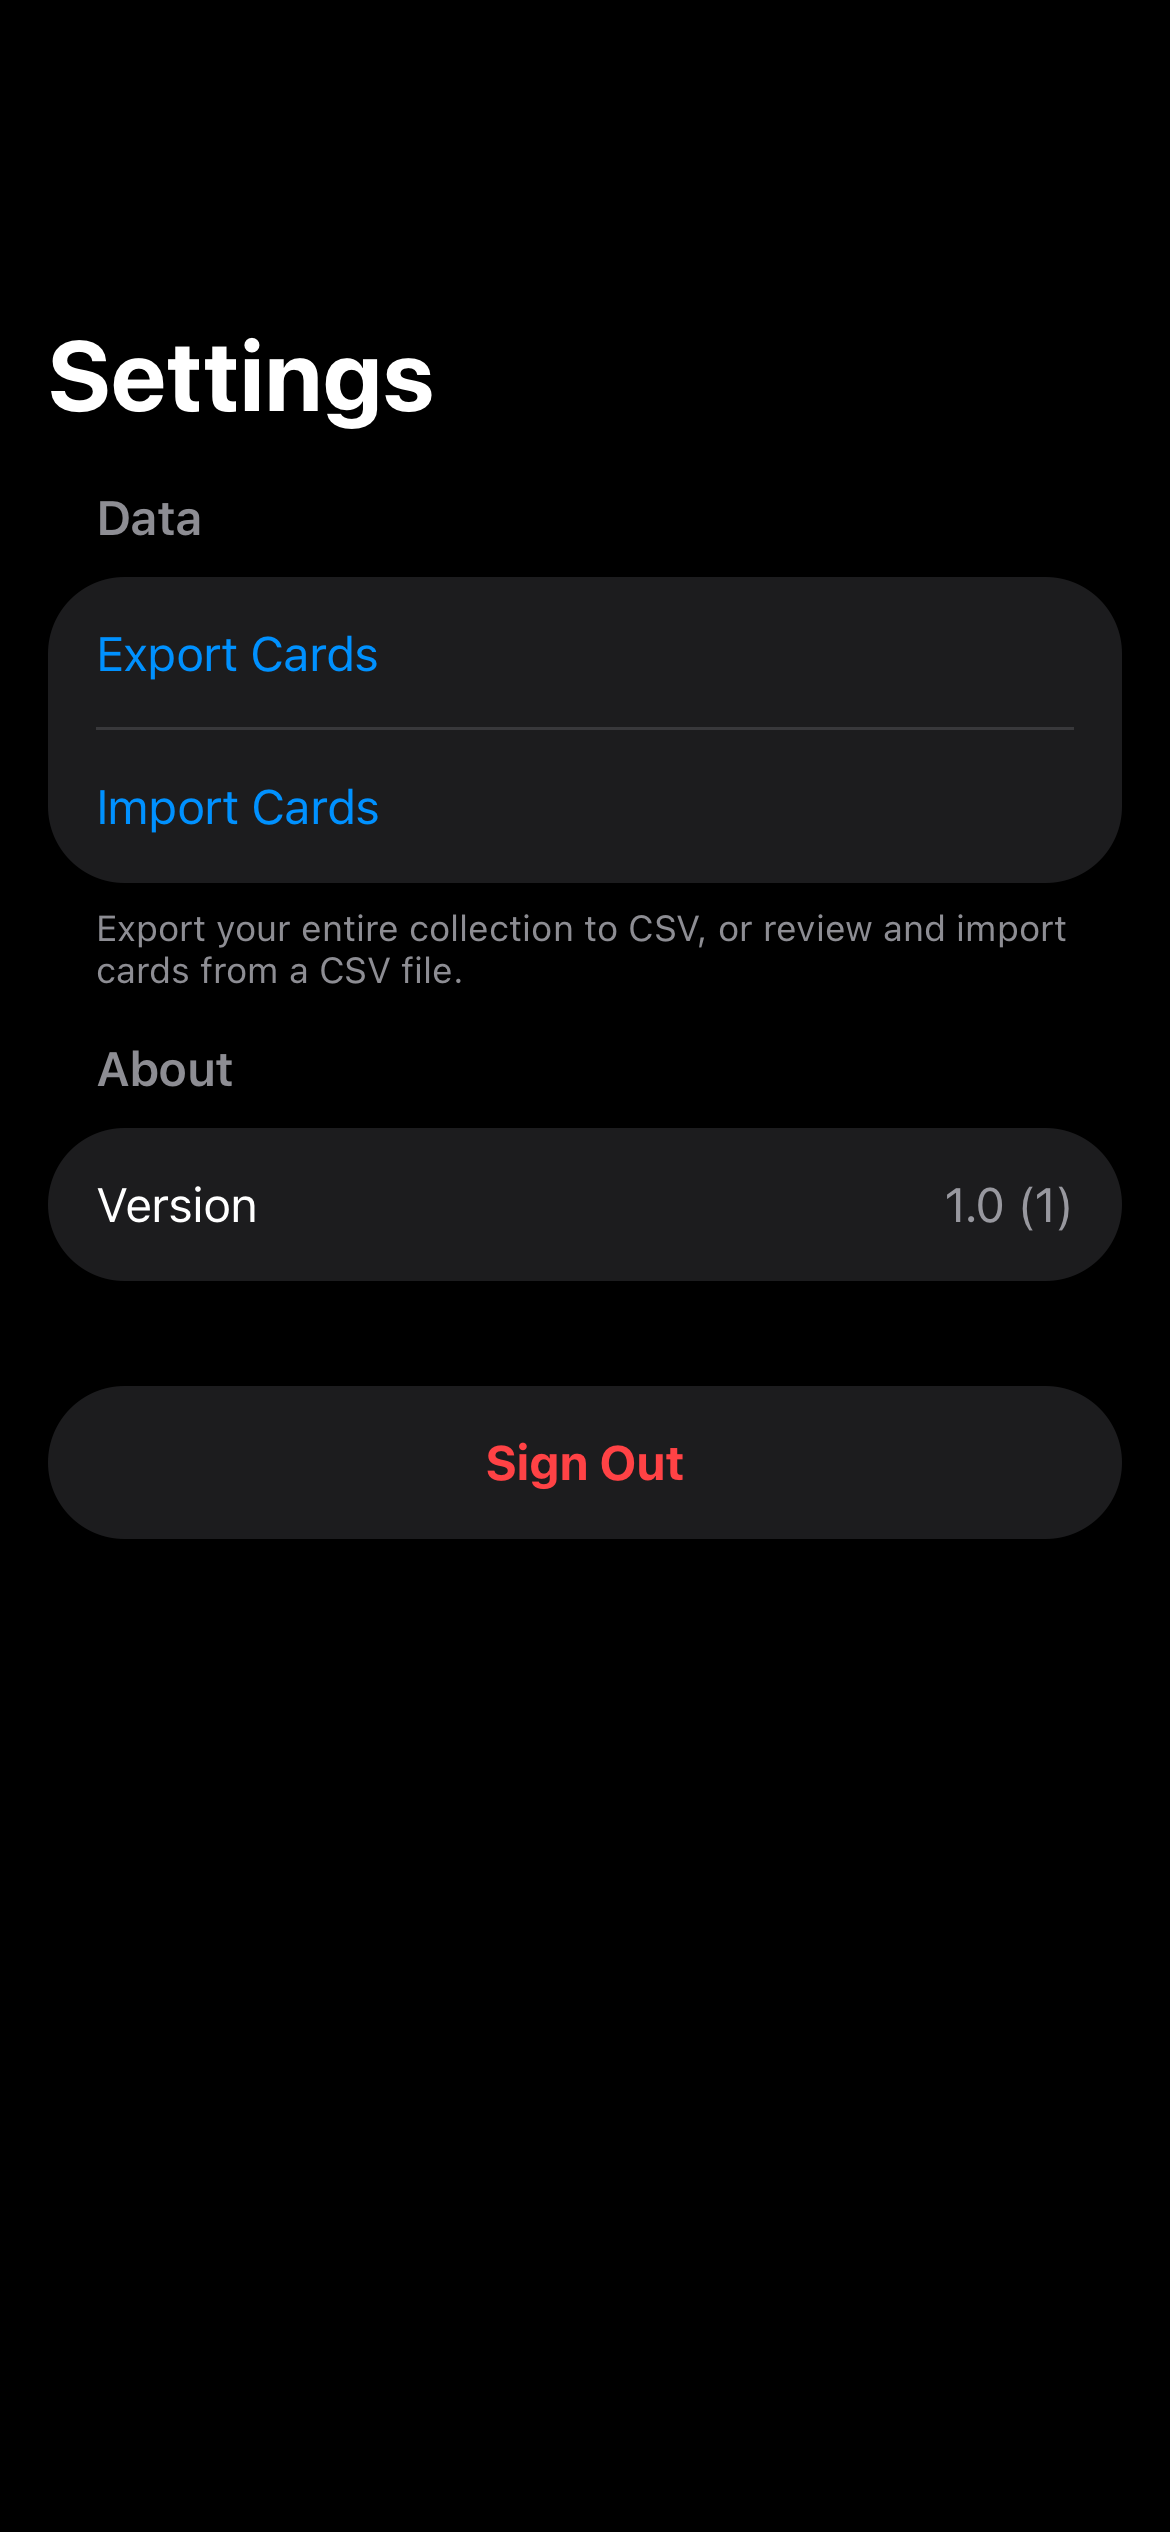 Settings
Data
Export Cards
Import Cards
Export your entire collection to CSV, or review and import
cards from a CSV file.
About
Version 1.0 (1)
Sign Out